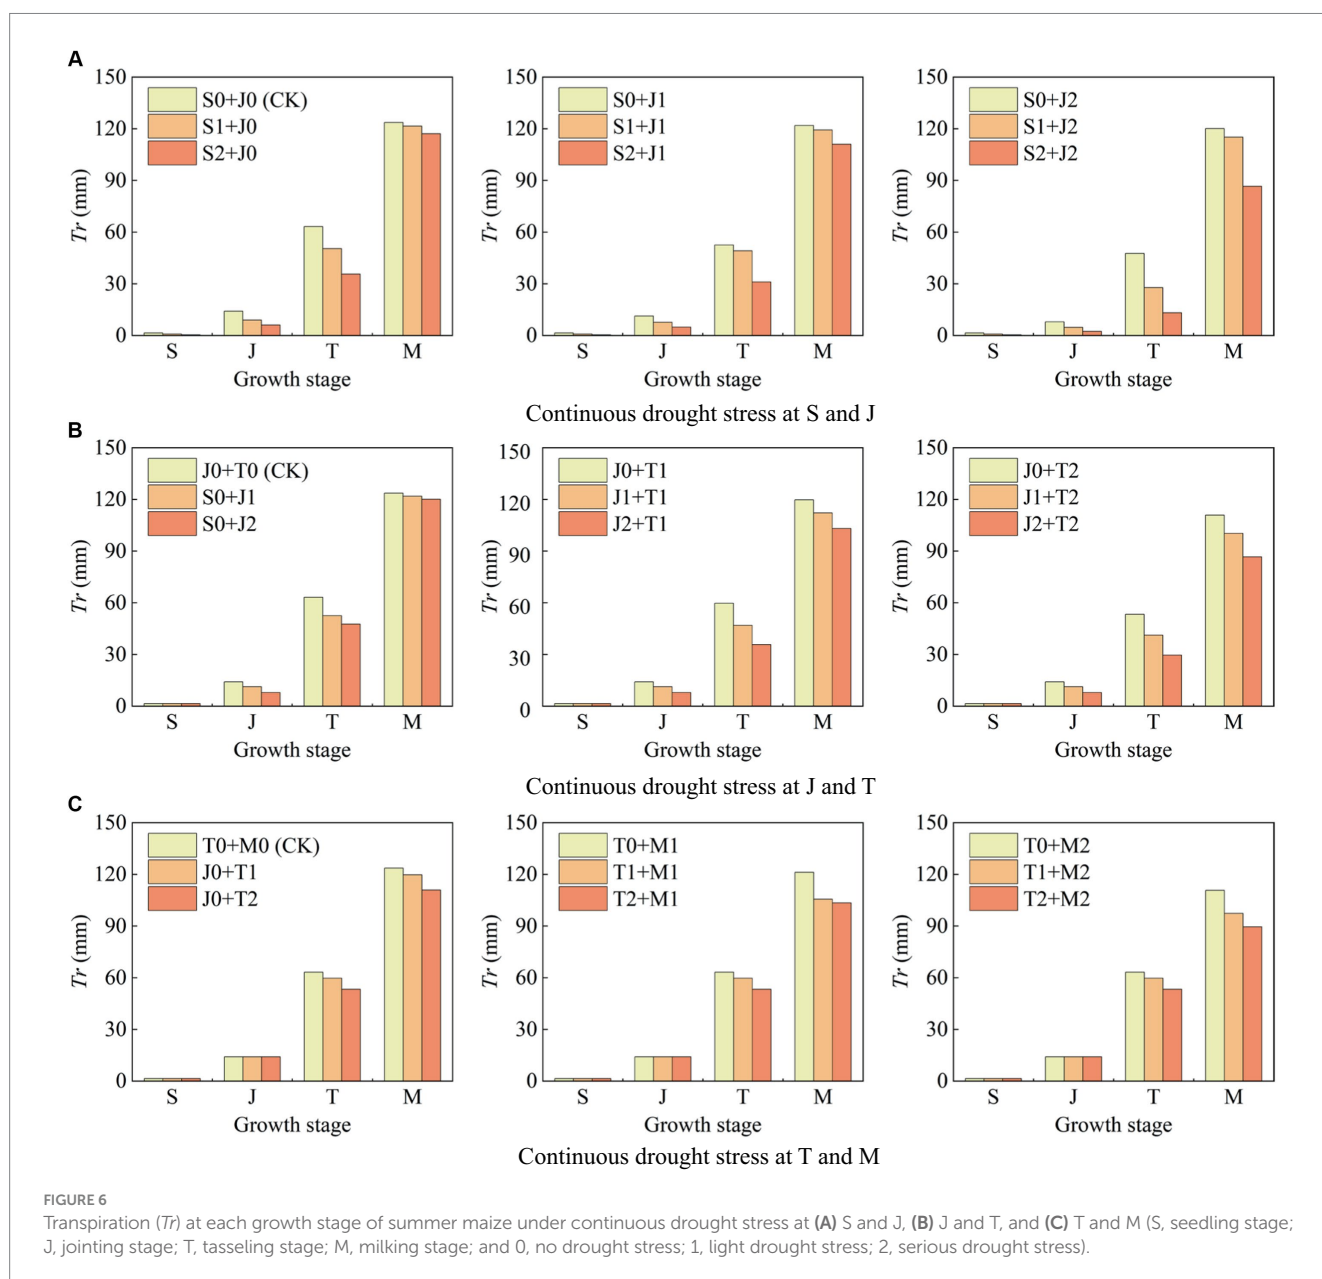 A
150
120
90
60
30
0
Tr (mm)
S0+J0 (CK)
S1+J0
S2+J0
S J T M
Growth stage
150
120
90
60
30
0
Tr (mm)
S0+J1
S1+J1
S2+J1
S J T M
Growth stage
150
120
90
60
30
0
Tr (mm)
S0+J2
S1+J2
S2+J2
S J T M
Growth stage
Continuous drought stress at S and J
B
150
120
90
60
30
0
Tr (mm)
J0+T0 (CK)
S0+J1
S0+J2
S J T M
Growth stage
150
120
90
60
30
0
Tr (mm)
J0+T1
J1+T1
J2+T1
S J T M
Growth stage
150
120
90
60
30
0
Tr (mm)
J0+T2
J1+T2
J2+T2
S J T M
Growth stage
Continuous drought stress at J and T
C
150
120
90
60
30
0
Tr (mm)
T0+M0 (CK)
J0+T1
J0+T2
S J T M
Growth stage
150
120
90
60
30
0
Tr (mm)
T0+M1
T1+M1
T2+M1
S J T M
Growth stage
150
120
90
60
30
0
Tr (mm)
T0+M2
T1+M2
T2+M2
S J T M
Growth stage
Continuous drought stress at T and M
FIGURE 6
Transpiration (Tr) at each growth stage of summer maize under continuous drought stress at (A) S and J, (B) J and T, and (C) T and M (S, seedling stage;
J, jointing stage; T, tasseling stage; M, milking stage; and 0, no drought stress; 1, light drought stress; 2, serious drought stress).